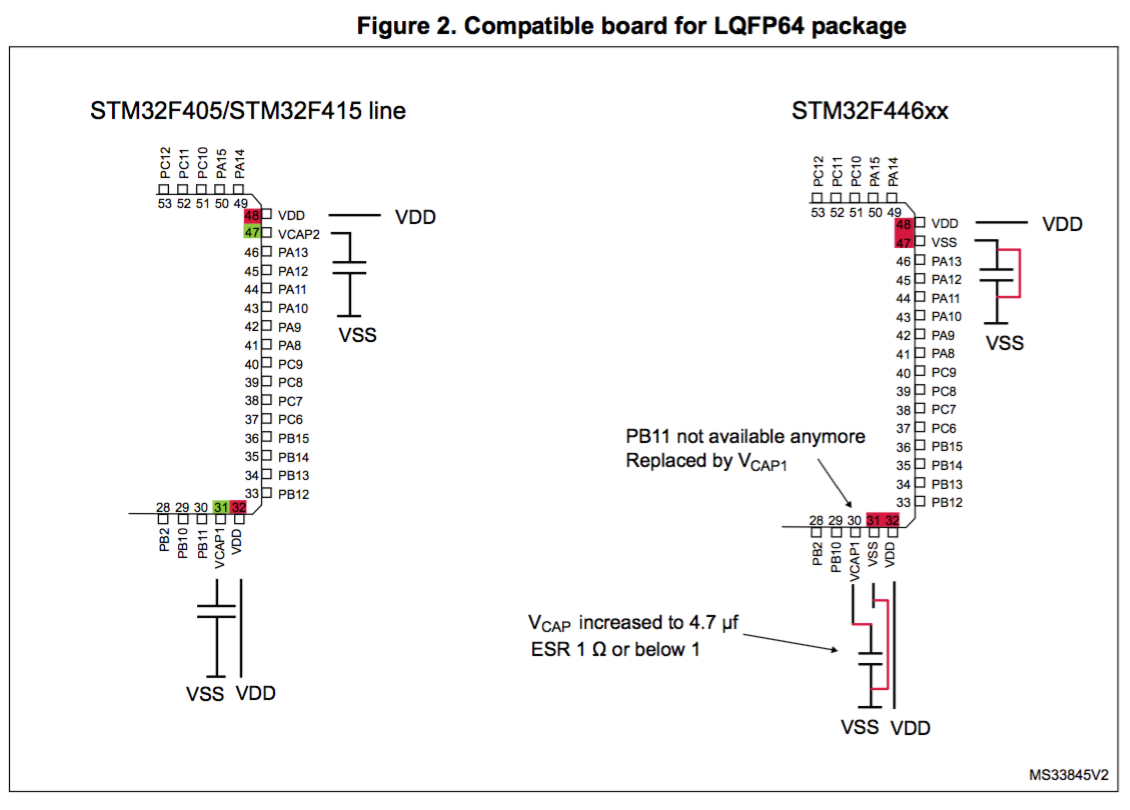 Figure 2. Compatible board for LQFP64 package
STM32F405/STM32F415 line
PC12 PC11 PC10 PA15 PA14
53 52 51 50 49
48 VDD
47 VCAP2
46 PA13
45 PA12
44 PA11
43 PA10
42 PA9
41 PA8
40 PC9
39 PC8
38 PC7
37 PC6
36 PB15
35 PB14
34 PB13
33 PB12
VDD
VSS
28 29 30 31 32
PB2 PB10 PB11 VCAP1 VDD
VSS VDD
STM32F446xx
PC12 PC11 PC10 PA15 PA14
53 52 51 50 49
48 VDD
47 VSS
46 PA13
45 PA12
44 PA11
43 PA10
42 PA9
41 PA8
40 PC9
39 PC8
38 PC7
37 PC6
36 PB15
35 PB14
34 PB13
33 PB12
VDD
VSS
PB11 not available anymore
Replaced by VCAP1
28 29 30 31 32
PB2 PB10 VCAP1 VSS VDD
VCAP increased to 4.7 µf
ESR 1 Ω or below 1
VSS VDD
MS33845V2